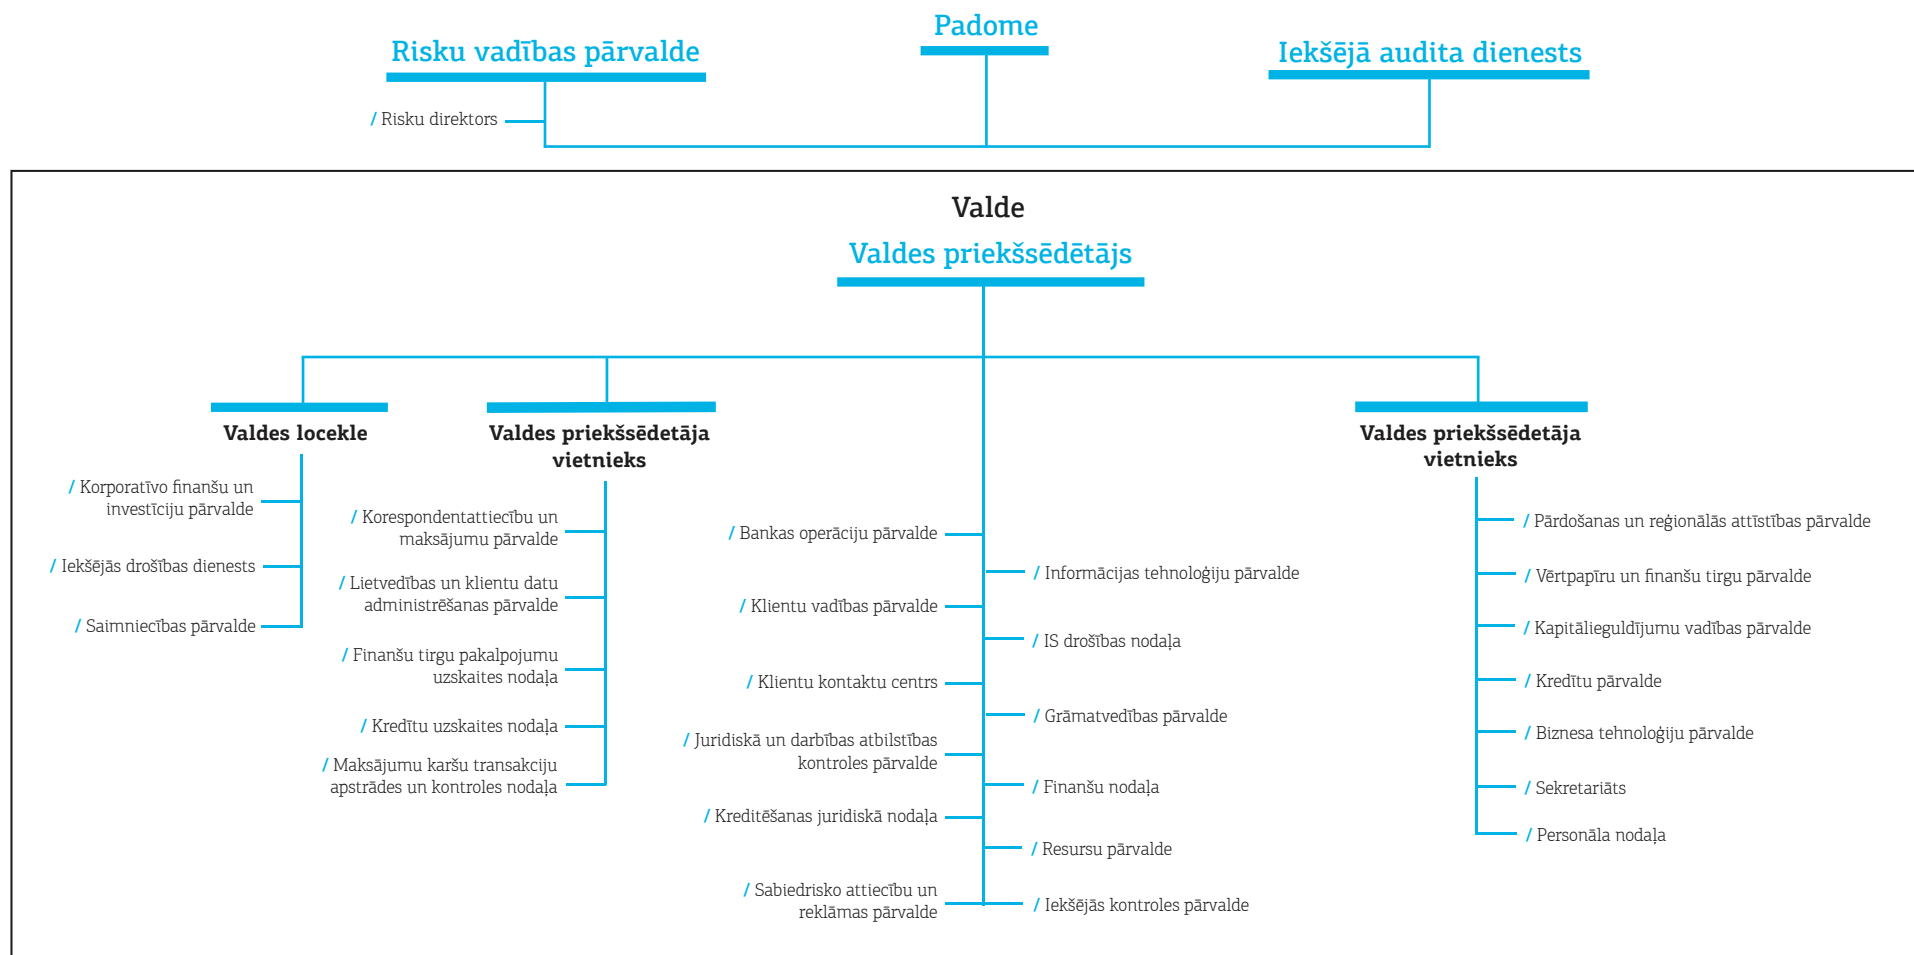 Padome
Risku vadības pārvalde
Iekšējā audita dienests
/ Risku direktors
Valde
Valdes priekšsēdētājs
Valdes locekle
/ Korporatīvo finanšu un
investīciju pārvalde
/ Iekšējās drošības dienests
/ Saimniecības pārvalde
Valdes priekšsēdetāja
vietnieks
/ Korespondentattiecību un
maksājumu pārvalde
/ Lietvedības un klientu datu
administrēšanas pārvalde
/ Finanšu tirgu pakalpojumu
uzskaites nodaļa
/ Kredītu uzskaites nodaļa
/ Maksājumu karšu transakciju
apstrādes un kontroles nodaļa
/ Bankas operāciju pārvalde
/ Klientu vadības pārvalde
/ Klientu kontaktu centrs
/ Juridiskā un darbības atbilstības
kontroles pārvalde
/ Kreditēšanas juridiskā nodaļa
/ Sabiedrisko attiecību un
reklāmas pārvalde
/ Informācijas tehnoloģiju pārvalde
/ IS drošības nodaļa
/ Grāmatvedības pārvalde
/ Finanšu nodaļa
/ Resursu pārvalde
/ Iekšējās kontroles pārvalde
Valdes priekšsēdetāja
vietnieks
/ Pārdošanas un reģionālās attīstības pārvalde
/ Vērtpapīru un finanšu tirgu pārvalde
/ Kapitālieguldījumu vadības pārvalde
/ Kredītu pārvalde
/ Biznesa tehnoloģiju pārvalde
/ Sekretariāts
/ Personāla nodaļa